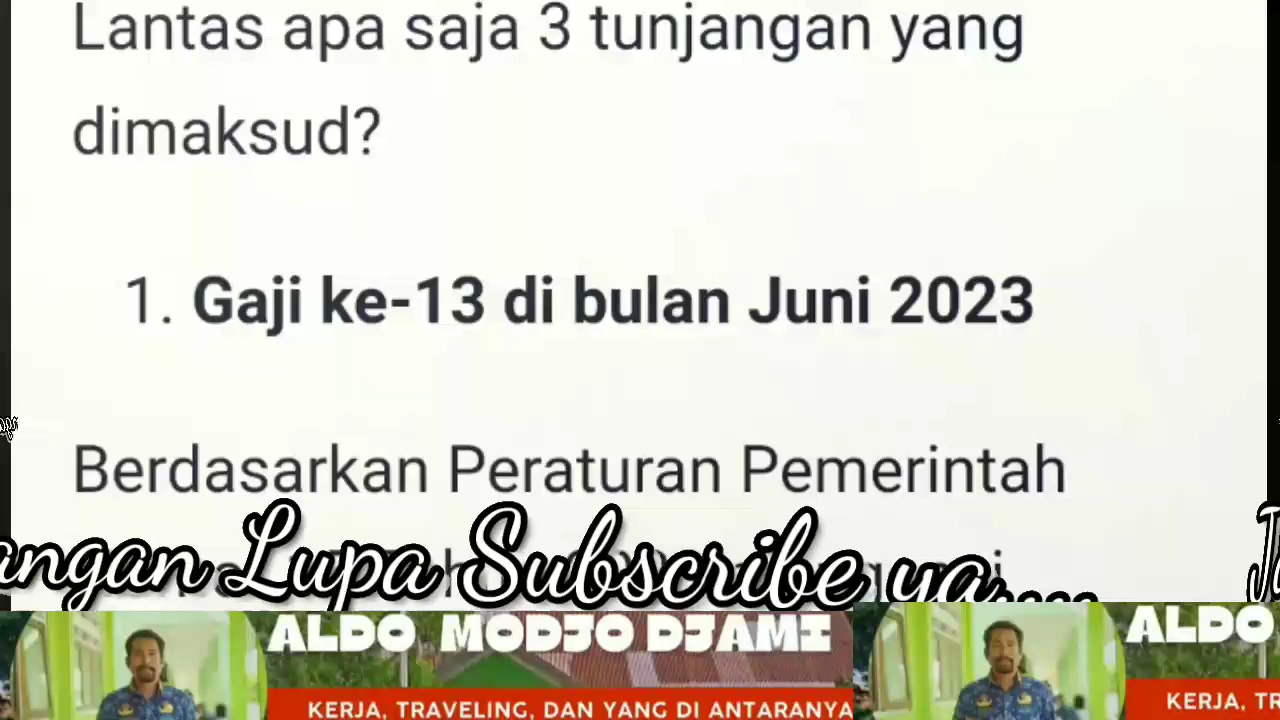 Lantas apa saja 3 tunjangan yang
dimaksud?
1. Gaji ke-13 di bulan Juni 2023
Berdasarkan Peraturan Pemerintah
angan Lupa Subscribe ya.....
ALDO MODJO DJAMI
ALDO
KERJA, TRAVELING, DAN YANG DI ANTARANYA
KERJA, TR